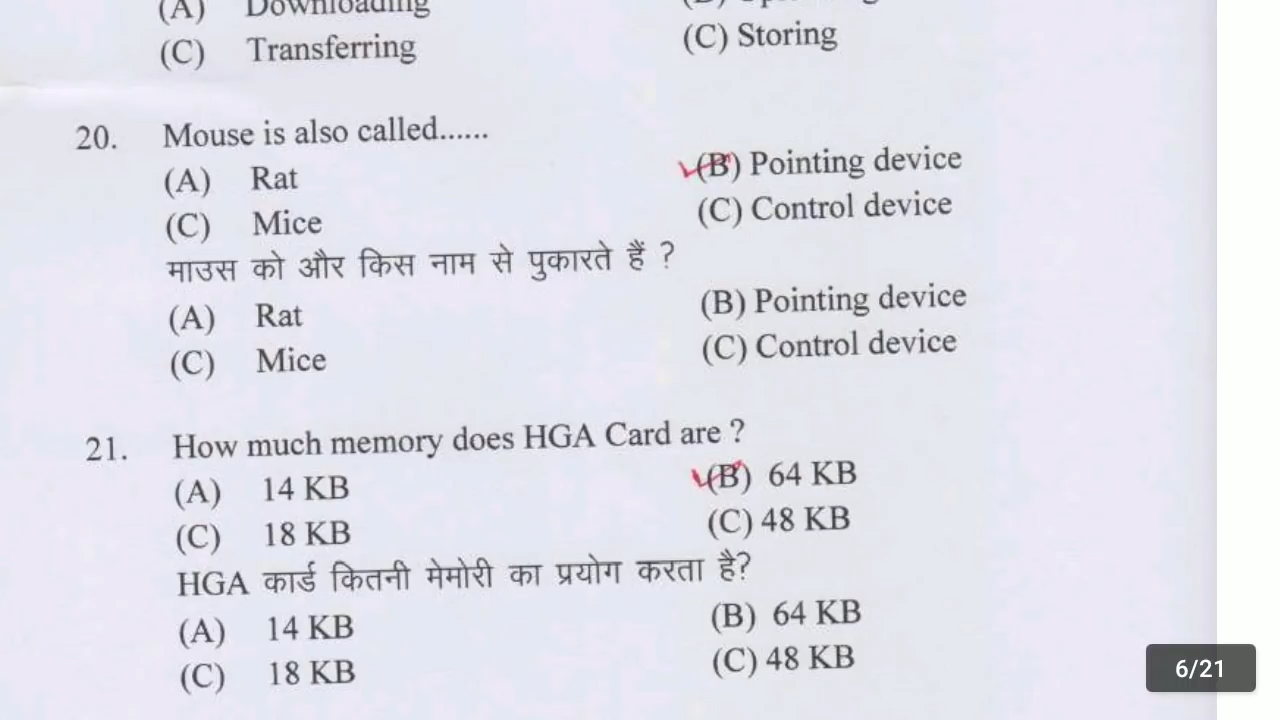 (A) Downloading
(C) Transferring (C) Storing
20. Mouse is also called......
(A) Rat (B) Pointing device
(C) Mice (C) Control device
माउस को और किस नाम से पुकारते हैं ?
(A) Rat (B) Pointing device
(C) Mice (C) Control device
21. How much memory does HGA Card are ?
(A) 14 KB (B) 64 KB
(C) 18 KB (C) 48 KB
HGA कार्ड कितनी मेमोरी का प्रयोग करता है?
(A) 14 KB (B) 64 KB
(C) 18 KB (C) 48 KB
6/21